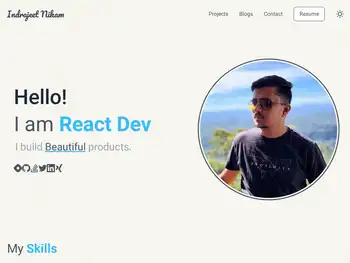 Indrajeet Nikam
Projects Blogs Contact Resume
Hello!
I am React Dev
I build Beautiful products.
My Skills